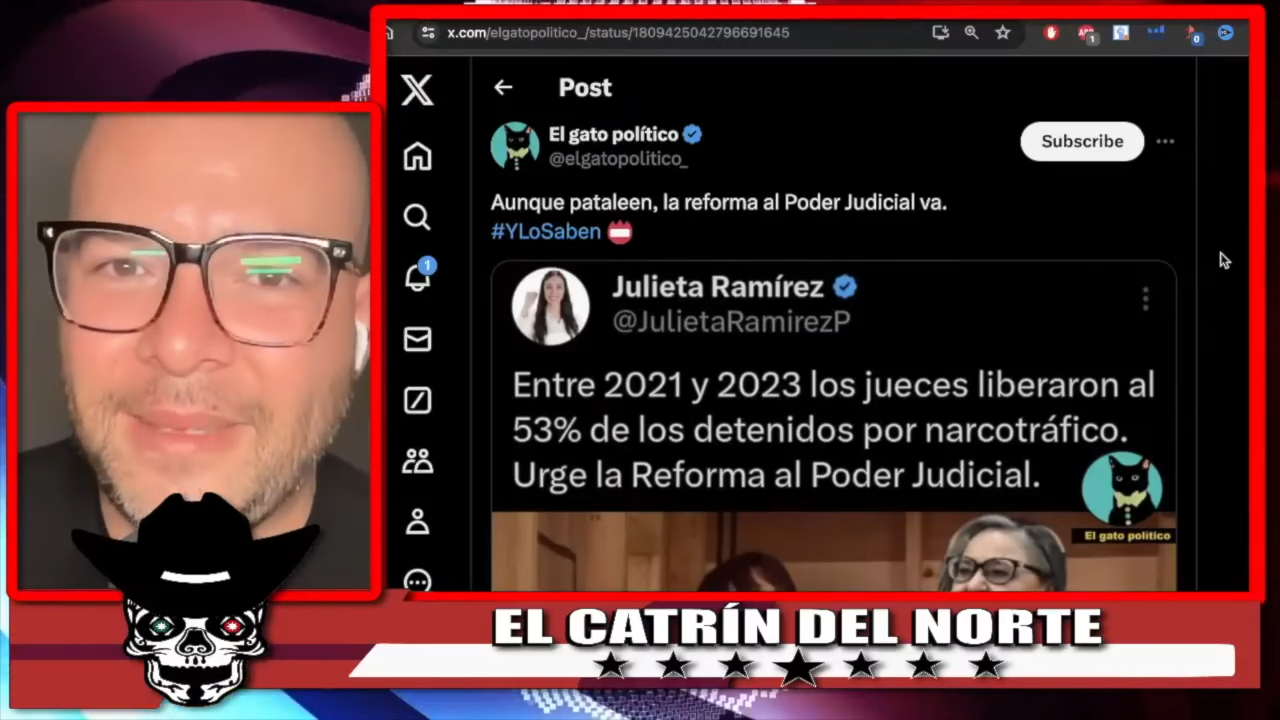 x.com/elgatopolitico_/status/1809425042796691645
Post
El gato político
@elgatopolitico_
Subscribe
Aunque pataleen, la reforma al Poder Judicial va.
#YLoSaben
1
Julieta Ramírez
@JulietaRamirezP
Entre 2021 y 2023 los jueces liberaron al
53% de los detenidos por narcotráfico.
Urge la Reforma al Poder Judicial.
El gato político
EL CATRÍN DEL NORTE